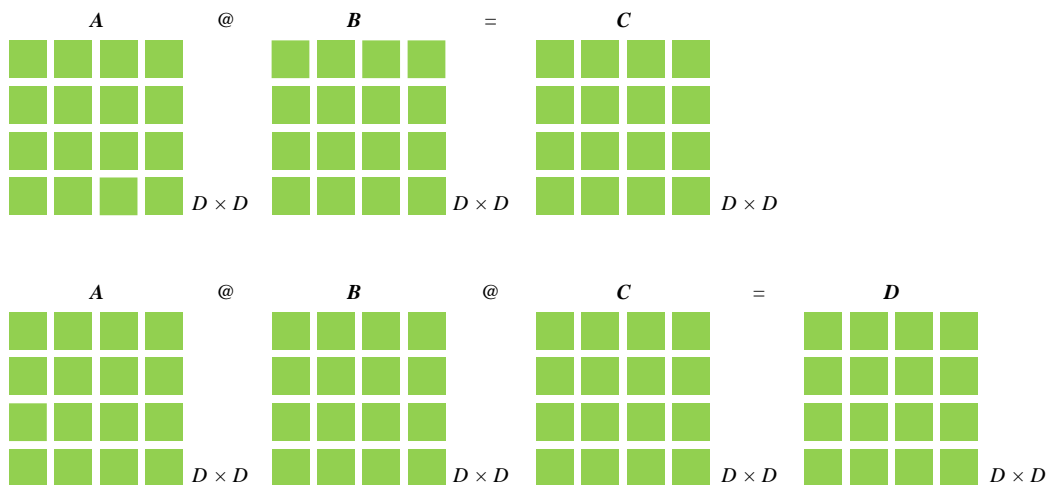 A @ B = C
D × D D × D D × D
A @ B @ C = D
D × D D × D D × D D × D